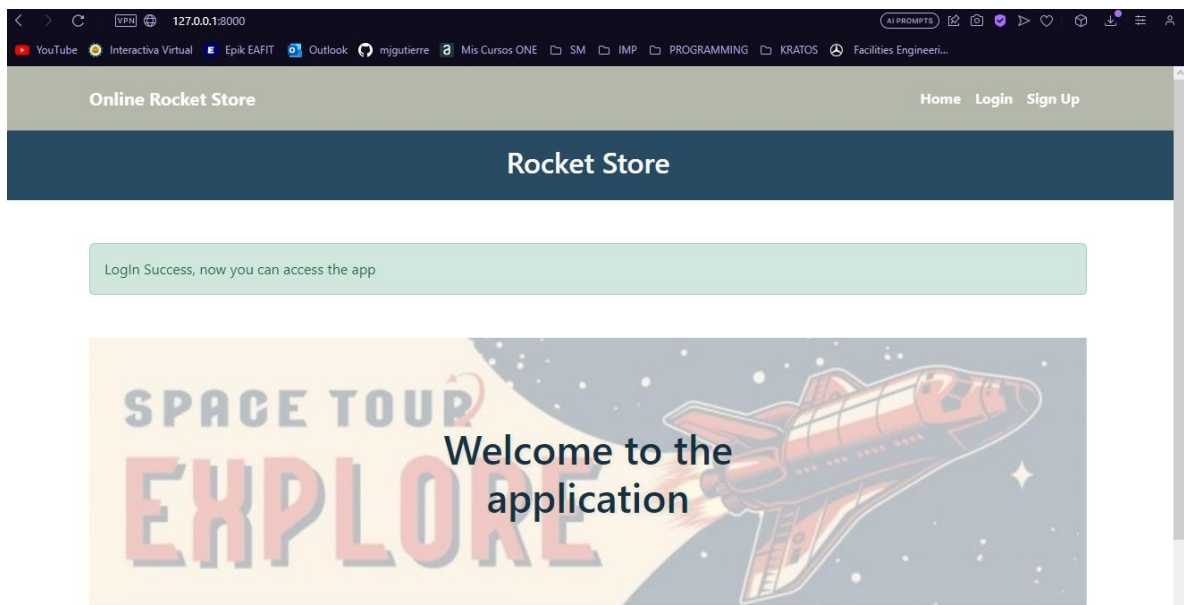 VPN 127.0.0.1:8000 AI PROMPTS
YouTube Interactiva Virtual E Epik EAFIT Outlook mjgutierre a Mis Cursos ONE SM IMP PROGRAMMING KRATOS Facilities Engineeri...
Online Rocket Store Home Login Sign Up
Rocket Store
LogIn Success, now you can access the app
SPACE TOUR
EXPLORE
Welcome to the
application